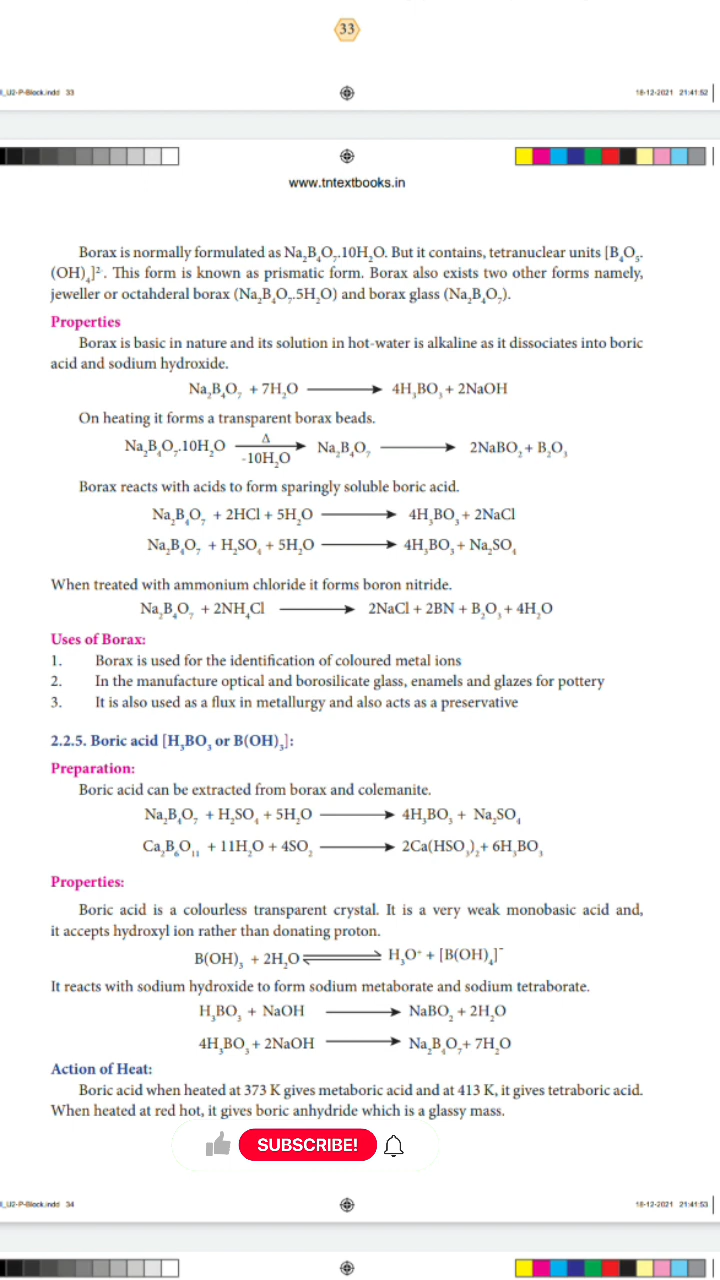 33
I_U2-P-Block.indd 33
18-12-2021 21:41:52
www.tntextbooks.in
Borax is normally formulated as Na₂B₄O₇.10H₂O. But it contains, tetranuclear units [B₄O₅.
(OH)₄]²⁻. This form is known as prismatic form. Borax also exists two other forms namely,
jeweller or octahderal borax (Na₂B₄O₇.5H₂O) and borax glass (Na₂B₄O₇).
Properties
Borax is basic in nature and its solution in hot-water is alkaline as it dissociates into boric
acid and sodium hydroxide.
Na₂B₄O₇ + 7H₂O ⟶ 4H₃BO₃ + 2NaOH
On heating it forms a transparent borax beads.
Na₂B₄O₇.10H₂O —Δ/-10H₂O→ Na₂B₄O₇ ⟶ 2NaBO₂ + B₂O₃
Borax reacts with acids to form sparingly soluble boric acid.
Na₂B₄O₇ + 2HCl + 5H₂O ⟶ 4H₃BO₃ + 2NaCl
Na₂B₄O₇ + H₂SO₄ + 5H₂O ⟶ 4H₃BO₃ + Na₂SO₄
When treated with ammonium chloride it forms boron nitride.
Na₂B₄O₇ + 2NH₄Cl ⟶ 2NaCl + 2BN + B₂O₃ + 4H₂O
Uses of Borax:
1. Borax is used for the identification of coloured metal ions
2. In the manufacture optical and borosilicate glass, enamels and glazes for pottery
3. It is also used as a flux in metallurgy and also acts as a preservative
2.2.5. Boric acid [H₃BO₃ or B(OH)₃]:
Preparation:
Boric acid can be extracted from borax and colemanite.
Na₂B₄O₇ + H₂SO₄ + 5H₂O ⟶ 4H₃BO₃ + Na₂SO₄
Ca₂B₆O₁₁ + 11H₂O + 4SO₂ ⟶ 2Ca(HSO₃)₂ + 6H₃BO₃
Properties:
Boric acid is a colourless transparent crystal. It is a very weak monobasic acid and,
it accepts hydroxyl ion rather than donating proton.
B(OH)₃ + 2H₂O ⇌ H₃O⁺ + [B(OH)₄]⁻
It reacts with sodium hydroxide to form sodium metaborate and sodium tetraborate.
H₃BO₃ + NaOH ⟶ NaBO₂ + 2H₂O
4H₃BO₃ + 2NaOH ⟶ Na₂B₄O₇ + 7H₂O
Action of Heat:
Boric acid when heated at 373 K gives metaboric acid and at 413 K, it gives tetraboric acid.
When heated at red hot, it gives boric anhydride which is a glassy mass.
SUBSCRIBE!
I_U2-P-Block.indd 34
18-12-2021 21:41:53